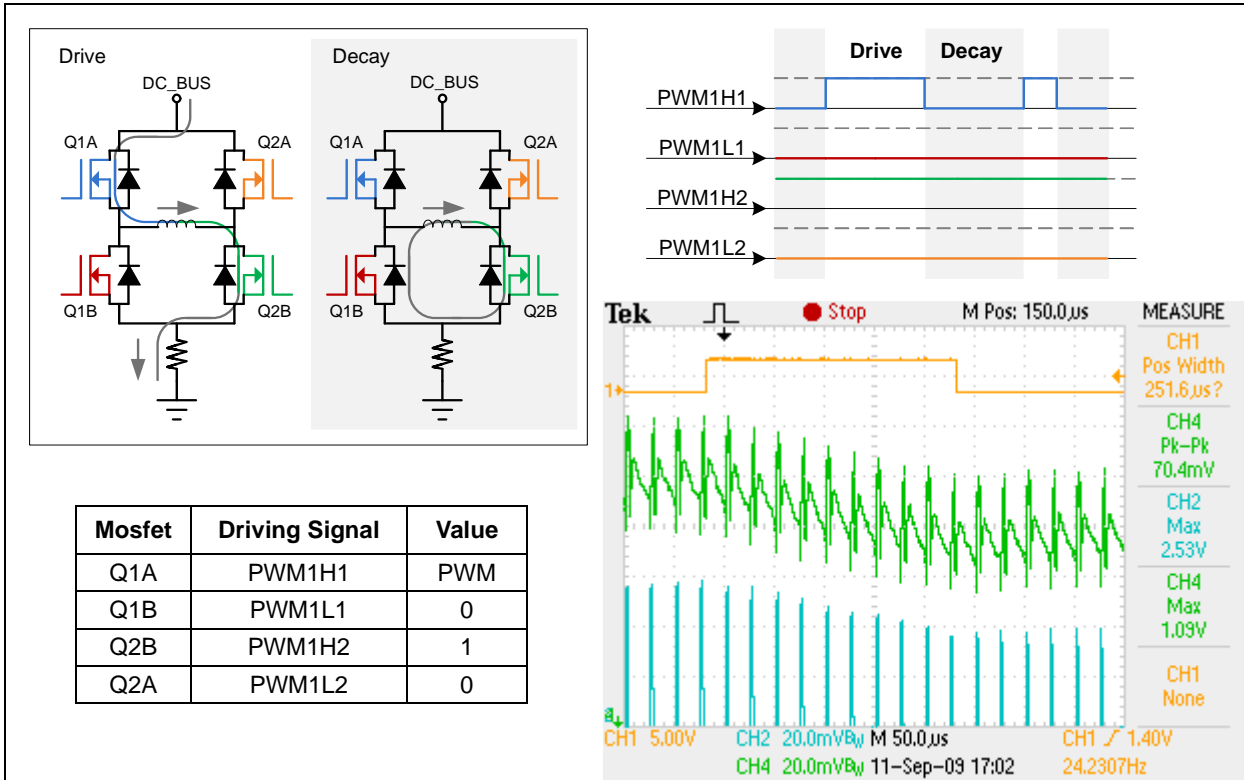 Drive
DC_BUS
Q1A
Q2A
Q1B
Q2B
Decay
DC_BUS
Q1A
Q2A
Q1B
Q2B
Drive
Decay
PWM1H1
PWM1L1
PWM1H2
PWM1L2
Mosfet Driving Signal Value
Q1A PWM1H1 PWM
Q1B PWM1L1 0
Q2B PWM1H2 1
Q2A PWM1L2 0
Tek Stop M Pos: 150.0µs MEASURE
CH1
Pos Width
251.6µs?
CH4
Pk-Pk
70.4mV
CH2
Max
2.53V
CH4
Max
1.09V
CH1
None
1
CH1 5.00V CH2 20.0mVBW M 50.0µs CH1 1.40V
CH4 20.0mVBW 11-Sep-09 17:02 24.2307Hz